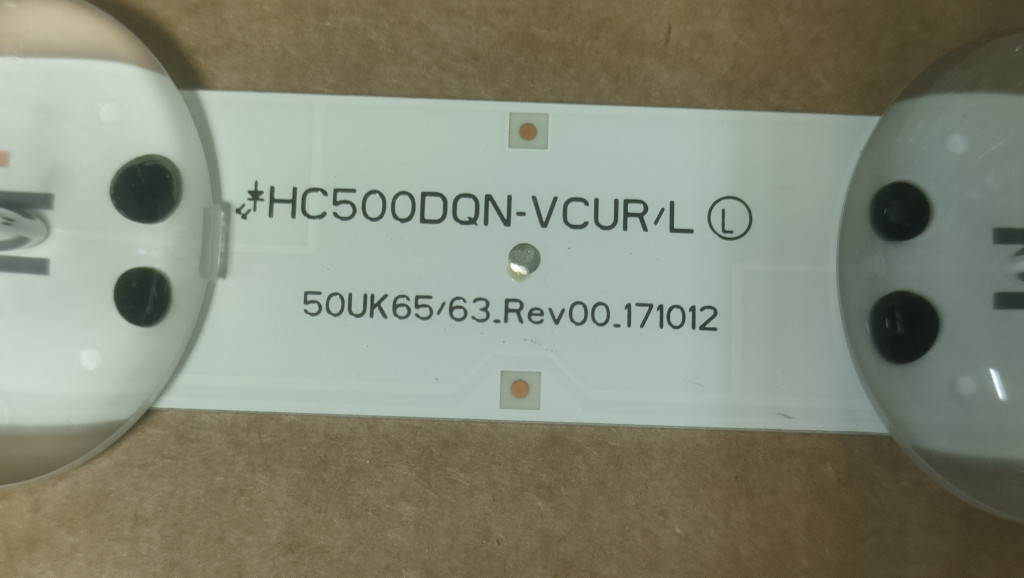 *HC500DQN-VCUR/L Ⓛ
50UK65/63_Rev00_171012